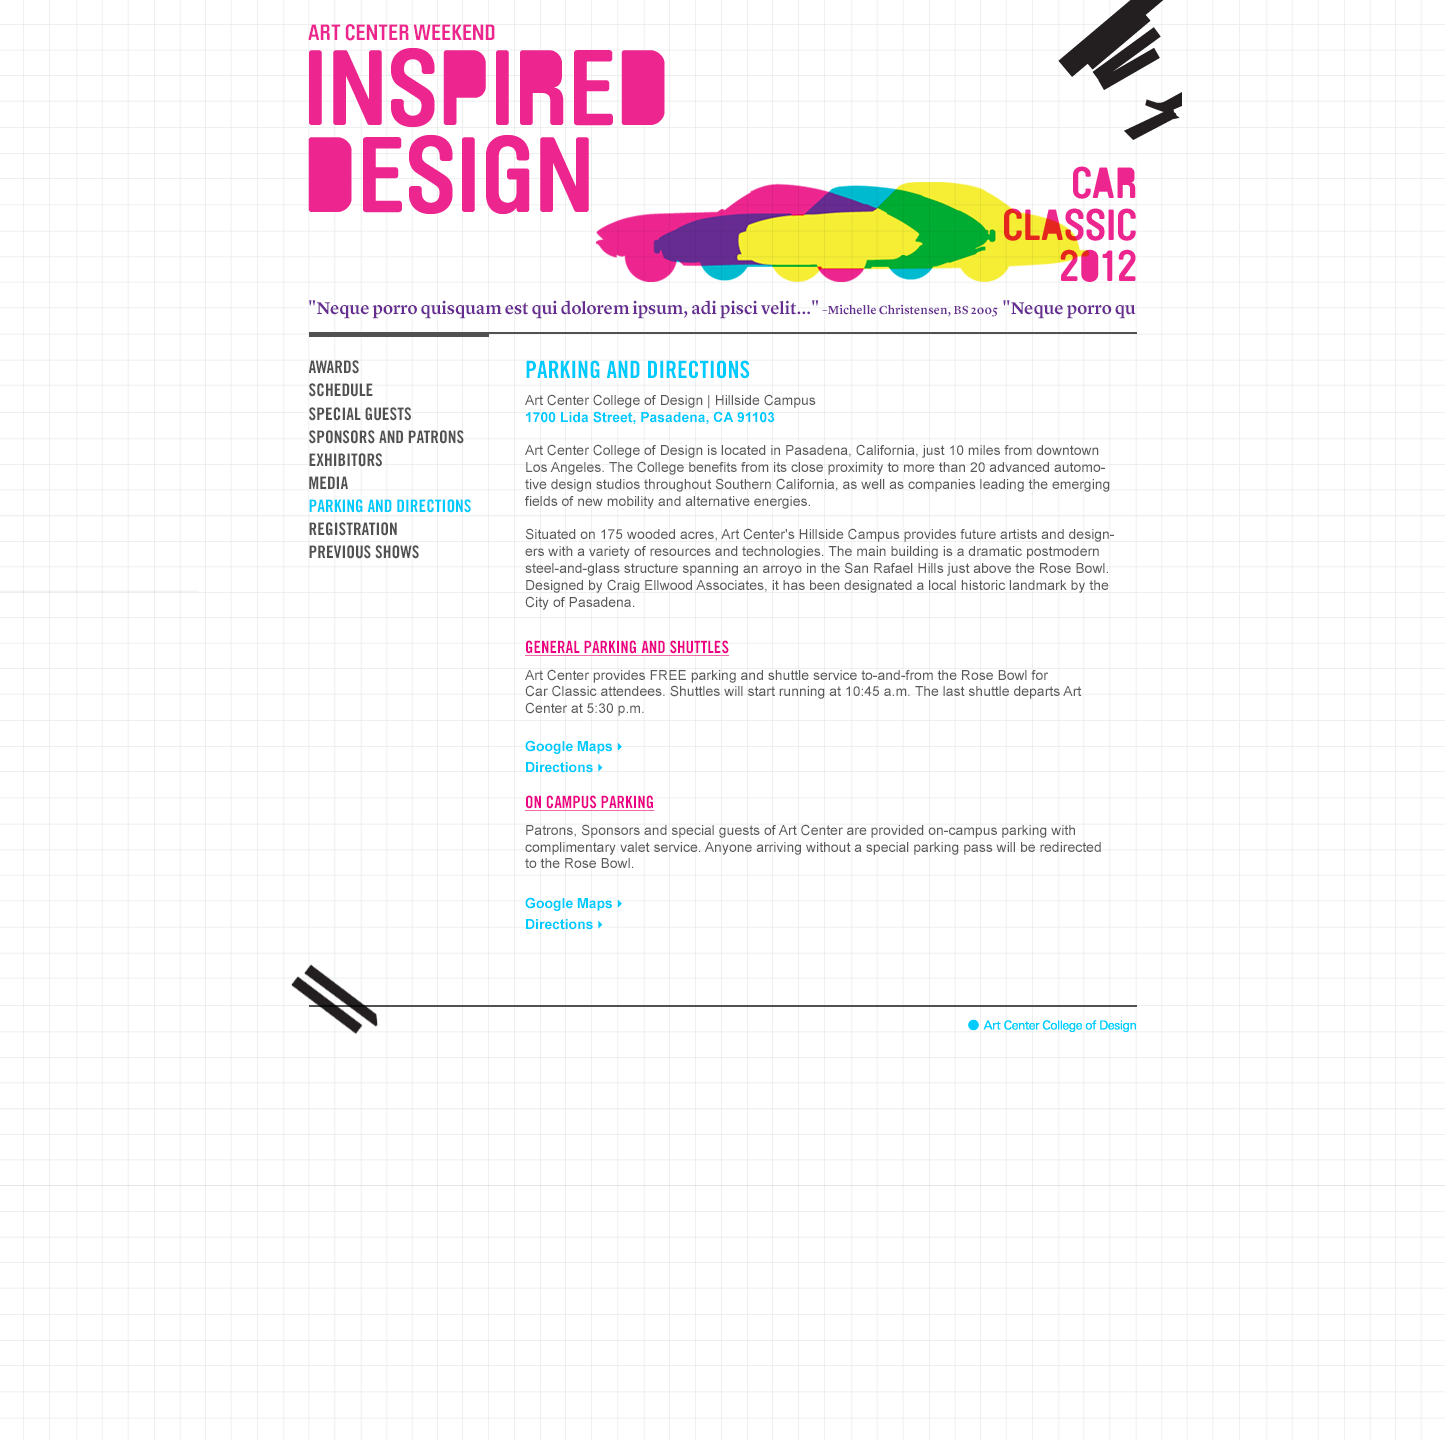 ART CENTER WEEKEND
INSPIRED
DESIGN
CAR
CLASSIC
2012
"Neque porro quisquam est qui dolorem ipsum, adi pisci velit..." –Michelle Christensen, BS 2005 "Neque porro qu
AWARDS
SCHEDULE
SPECIAL GUESTS
SPONSORS AND PATRONS
EXHIBITORS
MEDIA
PARKING AND DIRECTIONS
REGISTRATION
PREVIOUS SHOWS
PARKING AND DIRECTIONS
Art Center College of Design | Hillside Campus
1700 Lida Street, Pasadena, CA 91103
Art Center College of Design is located in Pasadena, California, just 10 miles from downtown
Los Angeles. The College benefits from its close proximity to more than 20 advanced automo-
tive design studios throughout Southern California, as well as companies leading the emerging
fields of new mobility and alternative energies.
Situated on 175 wooded acres, Art Center's Hillside Campus provides future artists and design-
ers with a variety of resources and technologies. The main building is a dramatic postmodern
steel-and-glass structure spanning an arroyo in the San Rafael Hills just above the Rose Bowl.
Designed by Craig Ellwood Associates, it has been designated a local historic landmark by the
City of Pasadena.
GENERAL PARKING AND SHUTTLES
Art Center provides FREE parking and shuttle service to-and-from the Rose Bowl for
Car Classic attendees. Shuttles will start running at 10:45 a.m. The last shuttle departs Art
Center at 5:30 p.m.
Google Maps
Directions
ON CAMPUS PARKING
Patrons, Sponsors and special guests of Art Center are provided on-campus parking with
complimentary valet service. Anyone arriving without a special parking pass will be redirected
to the Rose Bowl.
Google Maps
Directions
Art Center College of Design